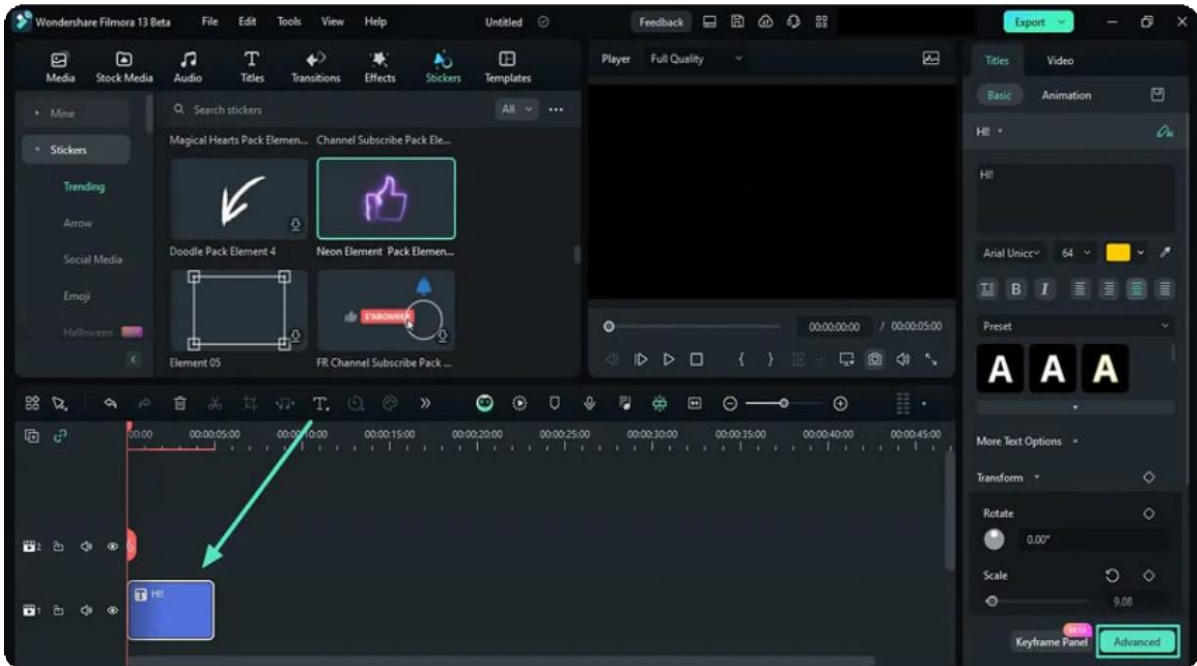 Wondershare Filmora 13 Beta File Edit Tools View Help Untitled Feedback Export
Media Stock Media Audio Titles Transitions Effects Stickers Templates
Mine
Stickers
Trending
Arrow
Social Media
Emoji
Halloween
Search stickers All
Magical Hearts Pack Elemen... Channel Subscribe Pack Ele...
Doodle Pack Element 4 Neon Element Pack Elemen...
S'ABONNER
Element 05 FR Channel Subscribe Pack ...
Player Full Quality
00:00:00:00 / 00:00:05:00
Titles Video
Basic Animation
HI!
HI!
Arial Unicc 64
B I
Preset
A A A
More Text Options
Transform
Rotate
0.00°
Scale
9.08
BETA
Keyframe Panel Advanced
00:00 00:00:05:00 00:00:10:00 00:00:15:00 00:00:20:00 00:00:25:00 00:00:30:00 00:00:35:00 00:00:40:00 00:00:45:00
2
HI!
1